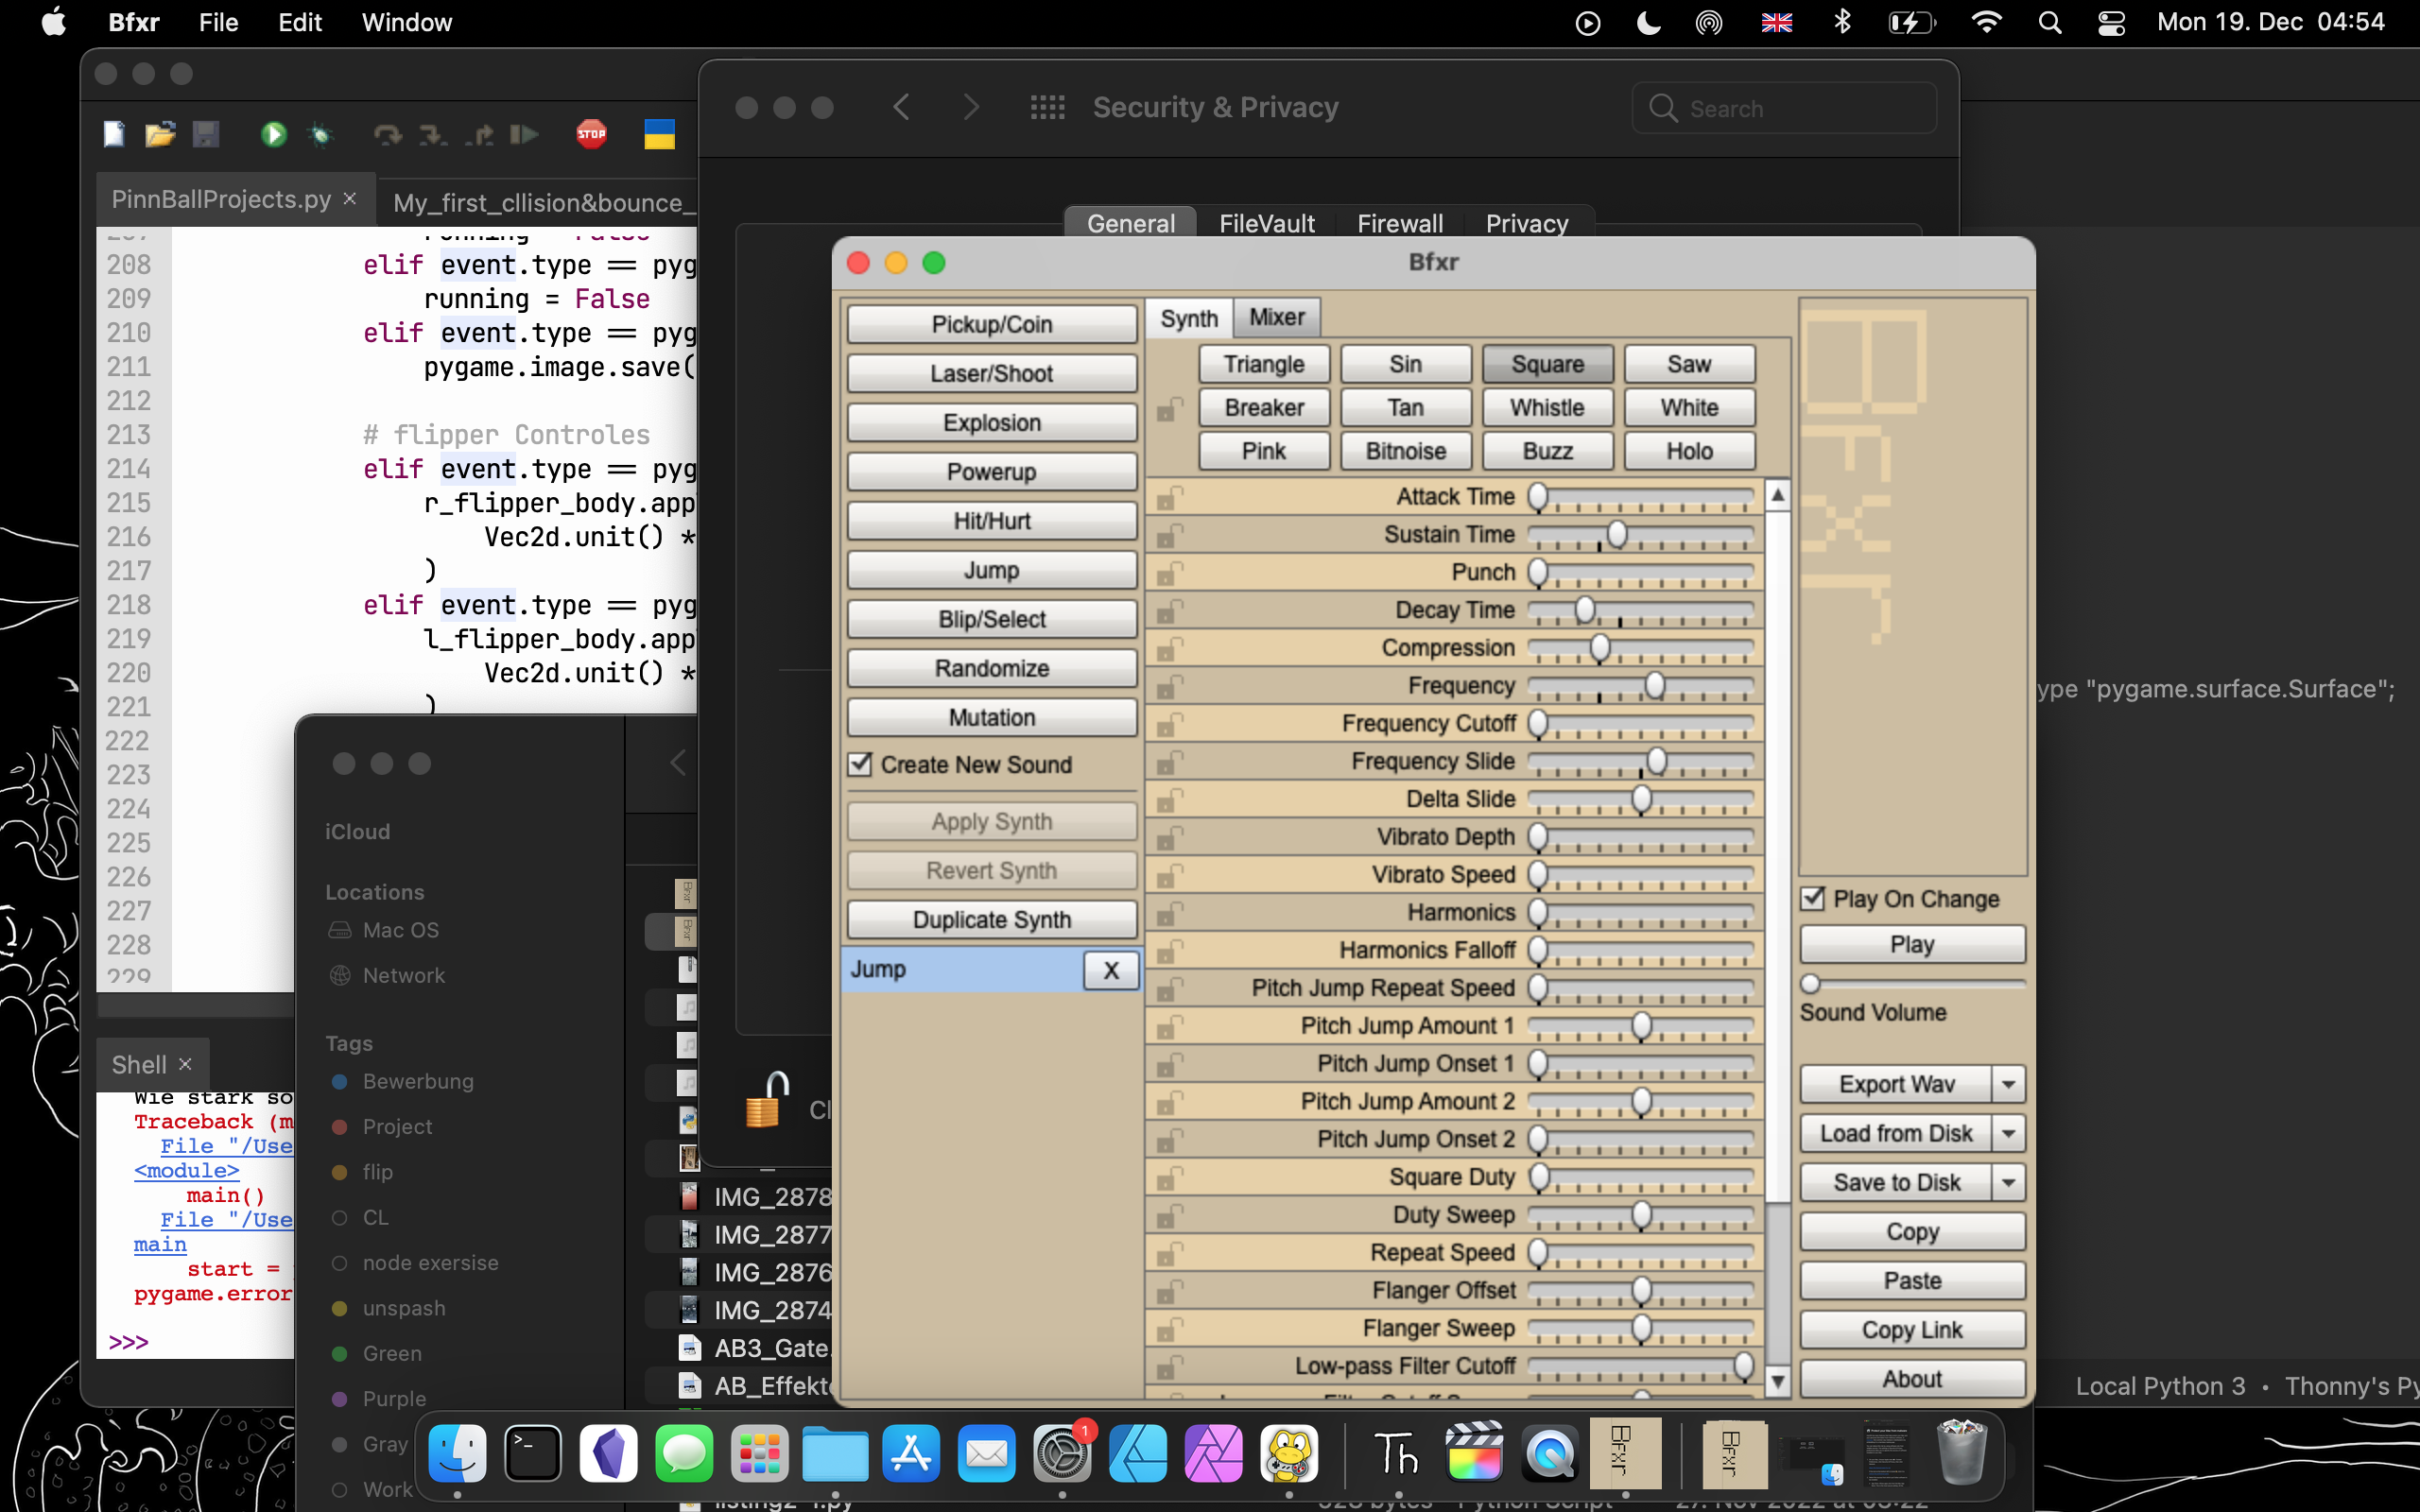 Bfxr File Edit Window Mon 19. Dec 04:54
Security & Privacy
Search
General FileVault Firewall Privacy
STOP
PinnBallProjects.py My_first_cllision&bounce_
208 elif event.type == pyg
209 running = False
210 elif event.type == pyg
211 pygame.image.save(
212
213 # flipper Controles
214 elif event.type == pyg
215 r_flipper_body.app
216 Vec2d.unit() *
217 )
218 elif event.type == pyg
219 l_flipper_body.app
220 Vec2d.unit() *
221 )
222
223
224
225
226
227
228
229
Shell
Wie stark so
Traceback (m
File "/Use
<module>
main()
File "/Use
main
start =
pygame.error
>>>
iCloud
Locations
Mac OS
Network
Tags
Bewerbung
Project
flip
CL
node exersise
unspash
Green
Purple
Gray
Work
IMG_2878
IMG_2877
IMG_2876
IMG_2874
AB3_Gate.
AB_Effekt
Cl
Bfxr
Pickup/Coin
Laser/Shoot
Explosion
Powerup
Hit/Hurt
Jump
Blip/Select
Randomize
Mutation
Create New Sound
Apply Synth
Revert Synth
Duplicate Synth
Jump X
Synth Mixer
Triangle Sin Square Saw
Breaker Tan Whistle White
Pink Bitnoise Buzz Holo
Attack Time
Sustain Time
Punch
Decay Time
Compression
Frequency
Frequency Cutoff
Frequency Slide
Delta Slide
Vibrato Depth
Vibrato Speed
Harmonics
Harmonics Falloff
Pitch Jump Repeat Speed
Pitch Jump Amount 1
Pitch Jump Onset 1
Pitch Jump Amount 2
Pitch Jump Onset 2
Square Duty
Duty Sweep
Repeat Speed
Flanger Offset
Flanger Sweep
Low-pass Filter Cutoff
Bfxr
Play On Change
Play
Sound Volume
Export Wav
Load from Disk
Save to Disk
Copy
Paste
Copy Link
About
ype "pygame.surface.Surface";
Local Python 3 • Thonny's Py
1
Th
Bfxr
Bfxr